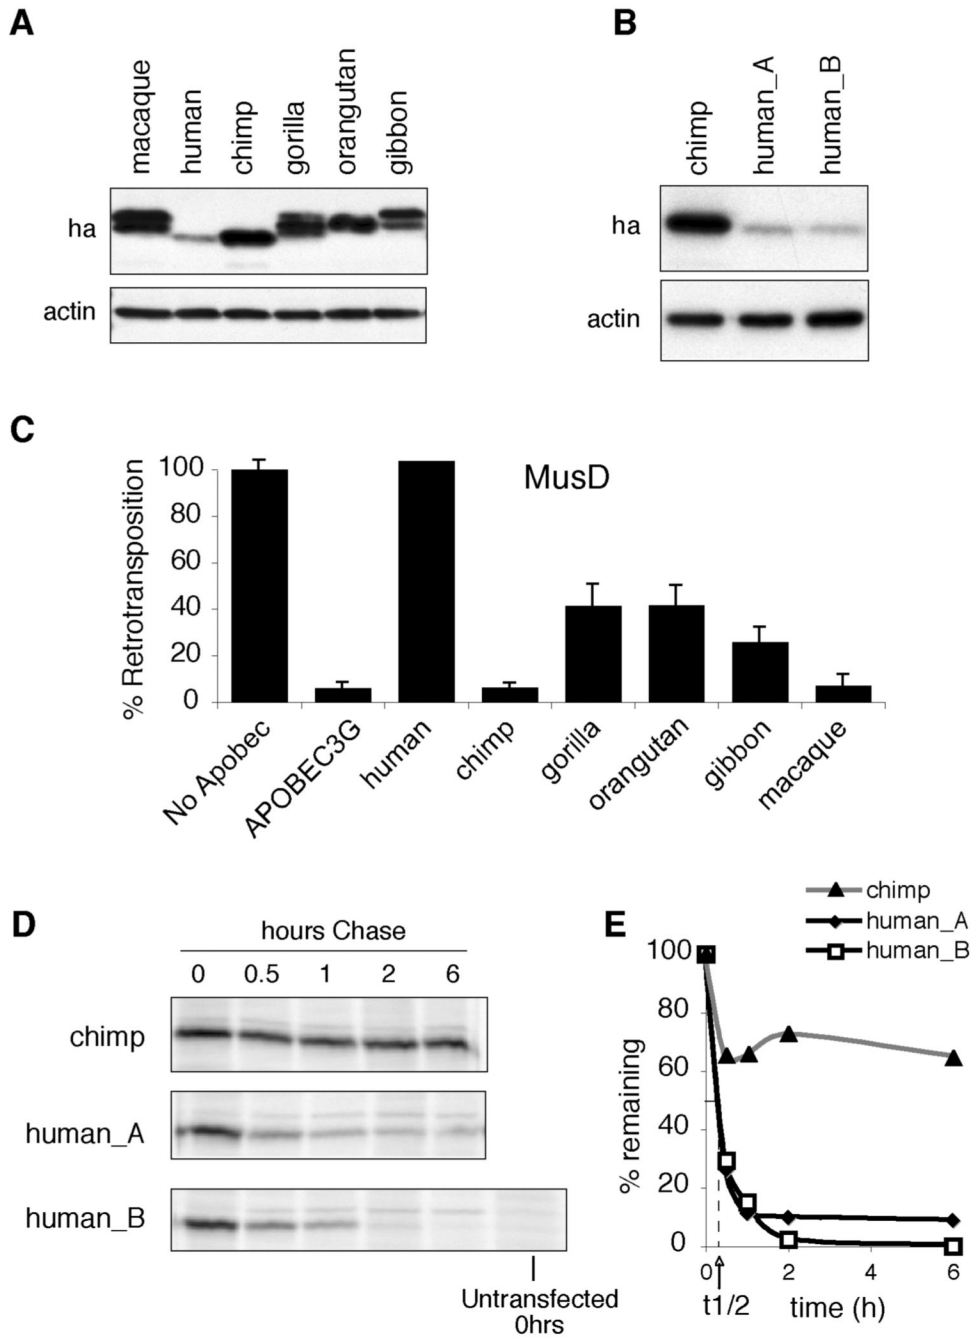 A
macaque
human
chimp
gorilla
orangutan
gibbon
ha
actin
B
chimp
human_A
human_B
ha
actin
C
MusD
% Retrotransposition
100
80
60
40
20
0
No Apobec
APOBEC3G
human
chimp
gorilla
orangutan
gibbon
macaque
D
hours Chase
0 0.5 1 2 6
chimp
human_A
human_B
Untransfected
0hrs
E
chimp
human_A
human_B
% remaining
100
80
60
40
20
0
0 2 4 6
t1/2
time (h)